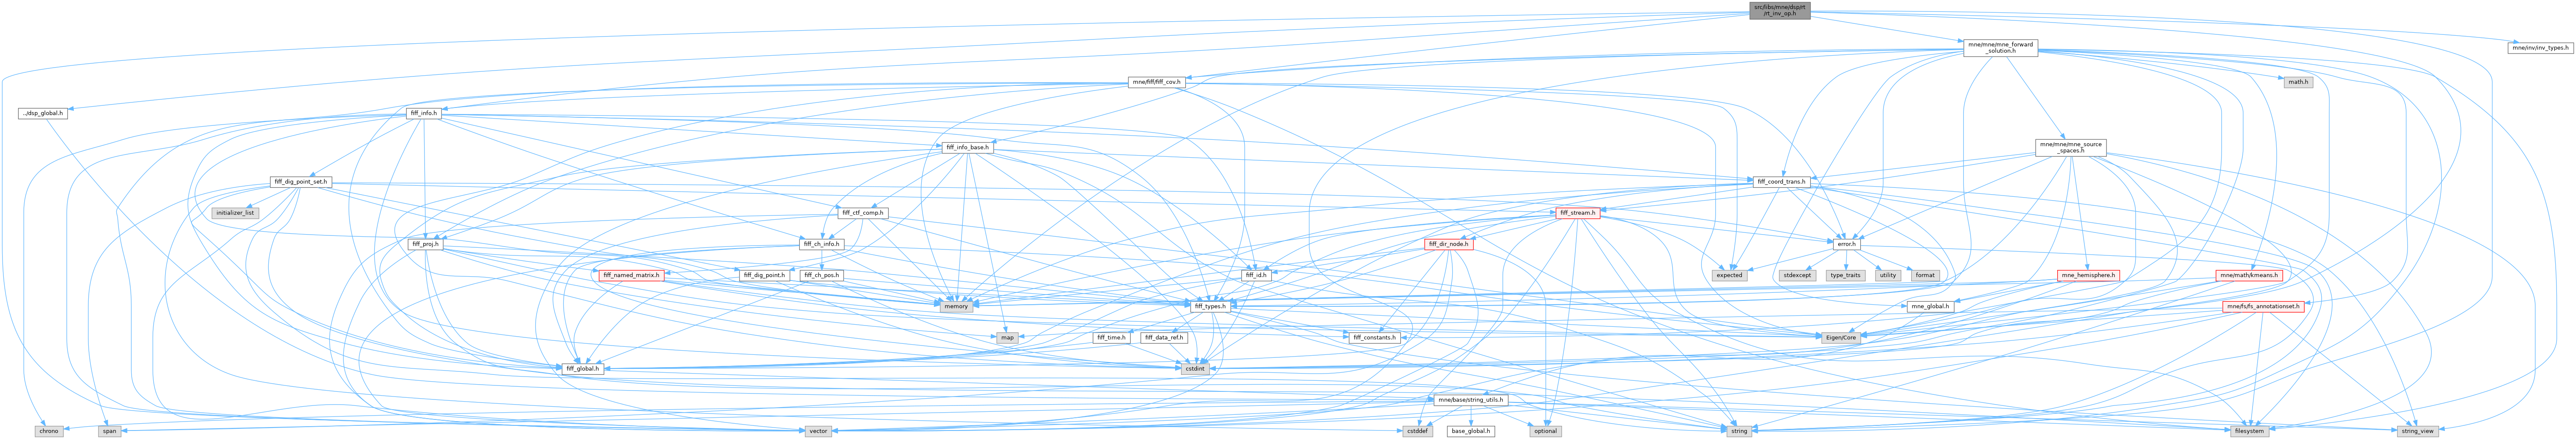 src/libs/mne/dsp/rt
/rt_inv_op.h
mne/mne/mne_forward
_solution.h
mne/inv/inv_types.h
mne/fiff/fiff_cov.h
math.h
../dsp_global.h
fiff_info.h
fiff_info_base.h
mne/mne/mne_source
_spaces.h
fiff_dig_point_set.h
fiff_coord_trans.h
initializer_list
fiff_ctf_comp.h
fiff_stream.h
fiff_proj.h
fiff_ch_info.h
fiff_dir_node.h
error.h
fiff_named_matrix.h
fiff_dig_point.h
fiff_ch_pos.h
fiff_id.h
expected
stdexcept
type_traits
utility
format
mne_hemisphere.h
mne/math/kmeans.h
memory
fiff_types.h
mne_global.h
mne/fs/fs_annotationset.h
map
fiff_time.h
fiff_data_ref.h
fiff_constants.h
Eigen/Core
fiff_global.h
cstdint
mne/base/string_utils.h
chrono
span
vector
cstddef
base_global.h
optional
string
filesystem
string_view